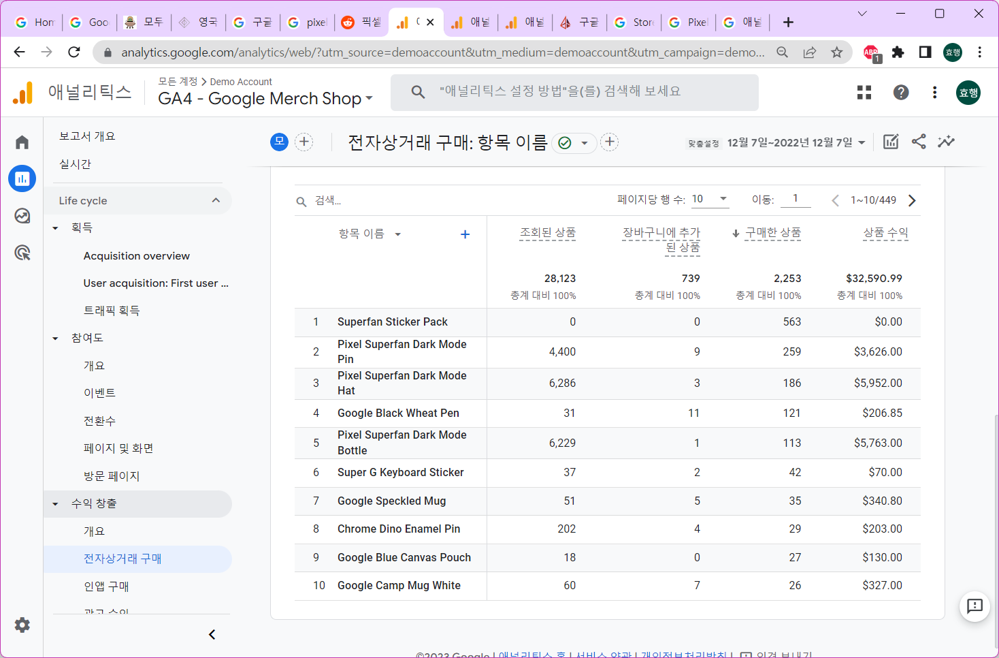 Hom
Goo
모두
영국
구글
pixel
픽셀
애널
애널
구글
Store
Pixel
애널
analytics.google.com/analytics/web/?utm_source=demoaccount&utm_medium=demoaccount&utm_campaign=demo...
ABP
1
효행
애널리틱스
모든 계정 > Demo Account
GA4 - Google Merch Shop
"애널리틱스 설정 방법"을(를) 검색해 보세요
효행
보고서 개요
실시간
Life cycle
획득
Acquisition overview
User acquisition: First user ...
트래픽 획득
참여도
개요
이벤트
전환수
페이지 및 화면
방문 페이지
수익 창출
개요
전자상거래 구매
인앱 구매
광고 수익
모
전자상거래 구매: 항목 이름
맞춤설정 12월 7일~2022년 12월 7일
검색...
페이지당 행 수: 10 이동: 1 1~10/449
항목 이름 + 조회된 상품 장바구니에 추가된 상품 ↓ 구매한 상품 상품 수익
28,123 739 2,253 $32,590.99
총계 대비 100% 총계 대비 100% 총계 대비 100% 총계 대비 100%
1 Superfan Sticker Pack 0 0 563 $0.00
2 Pixel Superfan Dark Mode Pin 4,400 9 259 $3,626.00
3 Pixel Superfan Dark Mode Hat 6,286 3 186 $5,952.00
4 Google Black Wheat Pen 31 11 121 $206.85
5 Pixel Superfan Dark Mode Bottle 6,229 1 113 $5,763.00
6 Super G Keyboard Sticker 37 2 42 $70.00
7 Google Speckled Mug 51 5 35 $340.80
8 Chrome Dino Enamel Pin 202 4 29 $203.00
9 Google Blue Canvas Pouch 18 0 27 $130.00
10 Google Camp Mug White 60 7 26 $327.00
©2023 Google | 애널리틱스 홈 | 서비스 약관 | 개인정보처리방침 | 의견 보내기